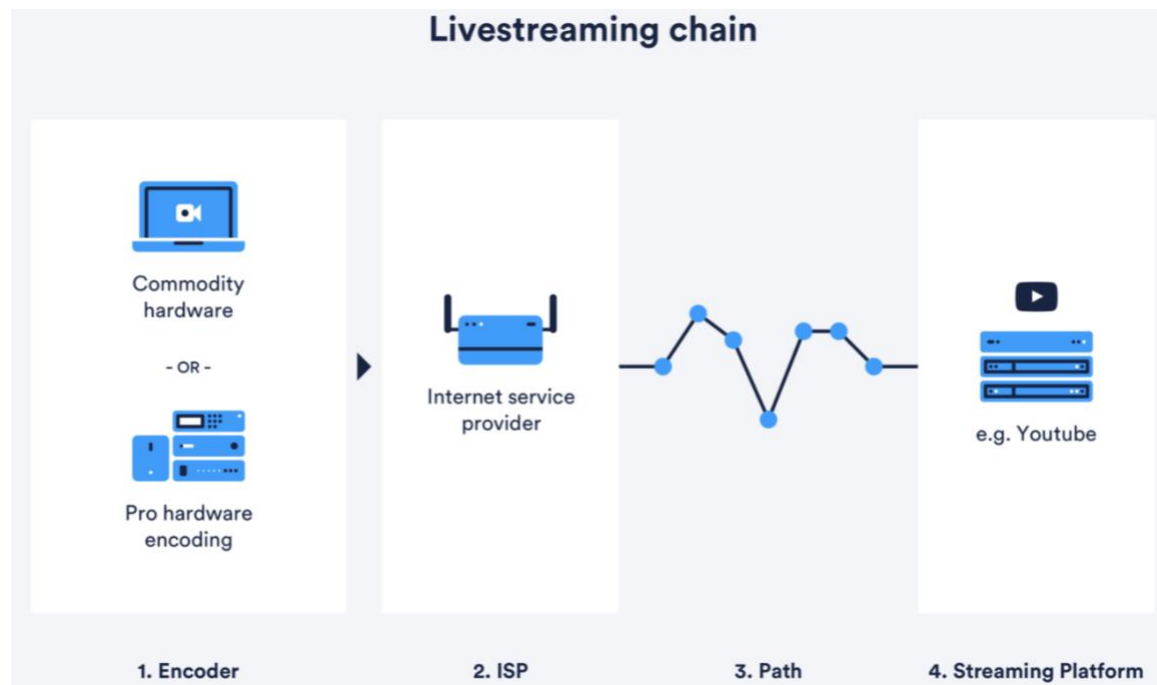 Livestreaming chain
Commodity
hardware
- OR -
Pro hardware
encoding
Internet service
provider
e.g. Youtube
1. Encoder
2. ISP
3. Path
4. Streaming Platform